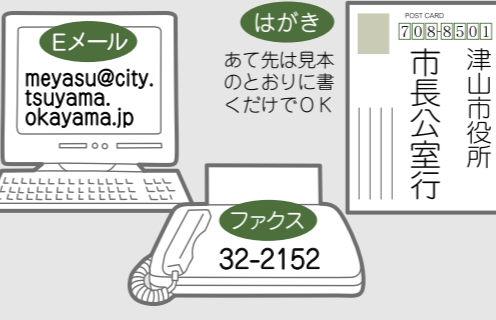 Eメール
meyasu@city.
tsuyama.
okayama.jp
はがき
あて先は見本
のとおりに書
くだけでOK
POST CARD
708-8501
津山市役所
市長公室行
ファクス
32-2152